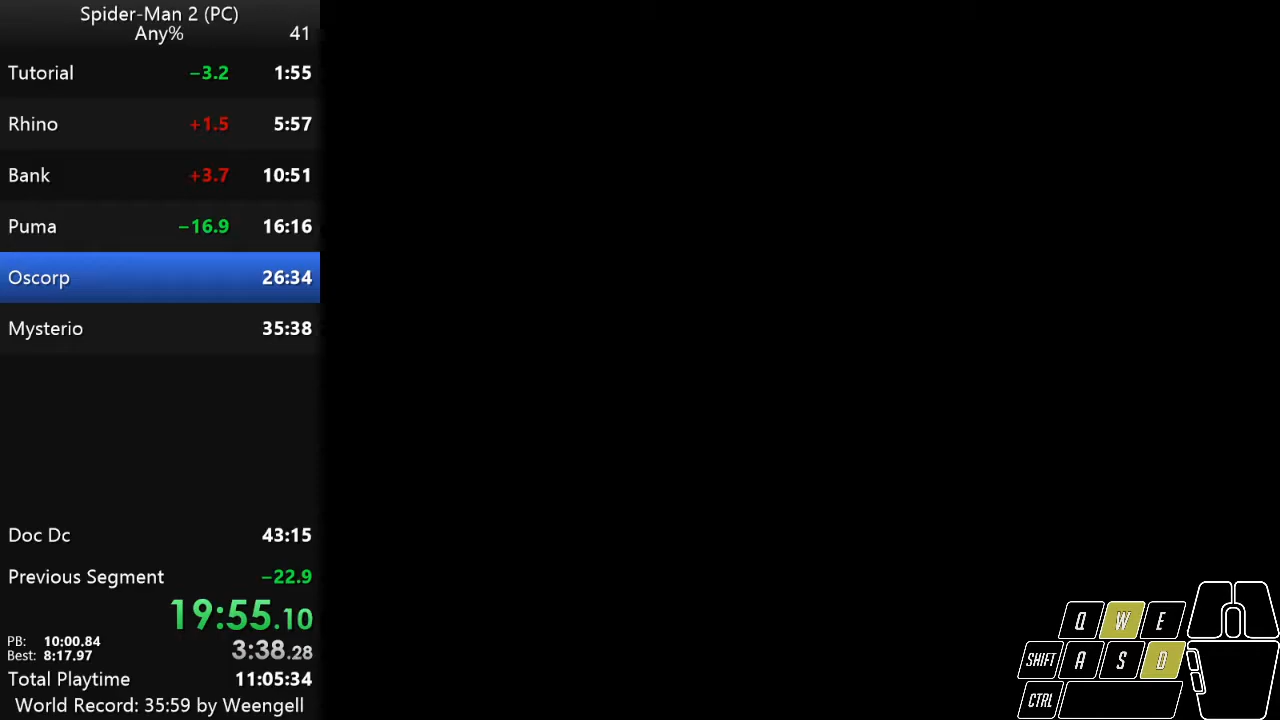 Spider-Man 2 (PC)
Any% 41
Tutorial −3.2 1:55
Rhino +1.5 5:57
Bank +3.7 10:51
Puma −16.9 16:16
Oscorp 26:34
Mysterio 35:38
Doc Dc 43:15
Previous Segment −22.9
19:55.10
PB: 10:00.84
Best: 8:17.97
3:38.28
Total Playtime 11:05:34
World Record: 35:59 by Weengell
Q W E
SHIFT A S D
CTRL